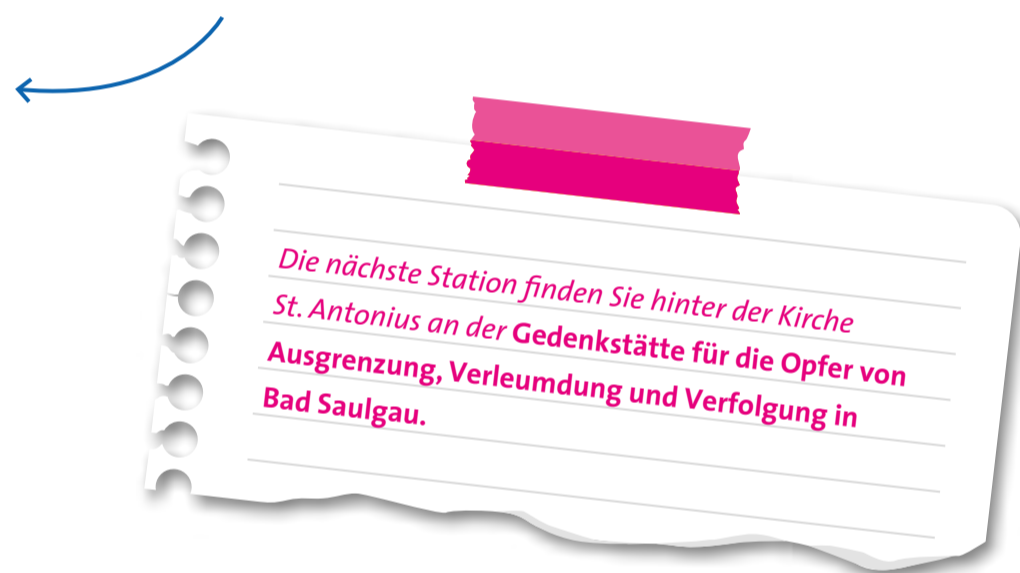 Die nächste Station finden Sie hinter der Kirche
St. Antonius an der Gedenkstätte für die Opfer von
Ausgrenzung, Verleumdung und Verfolgung in
Bad Saulgau.